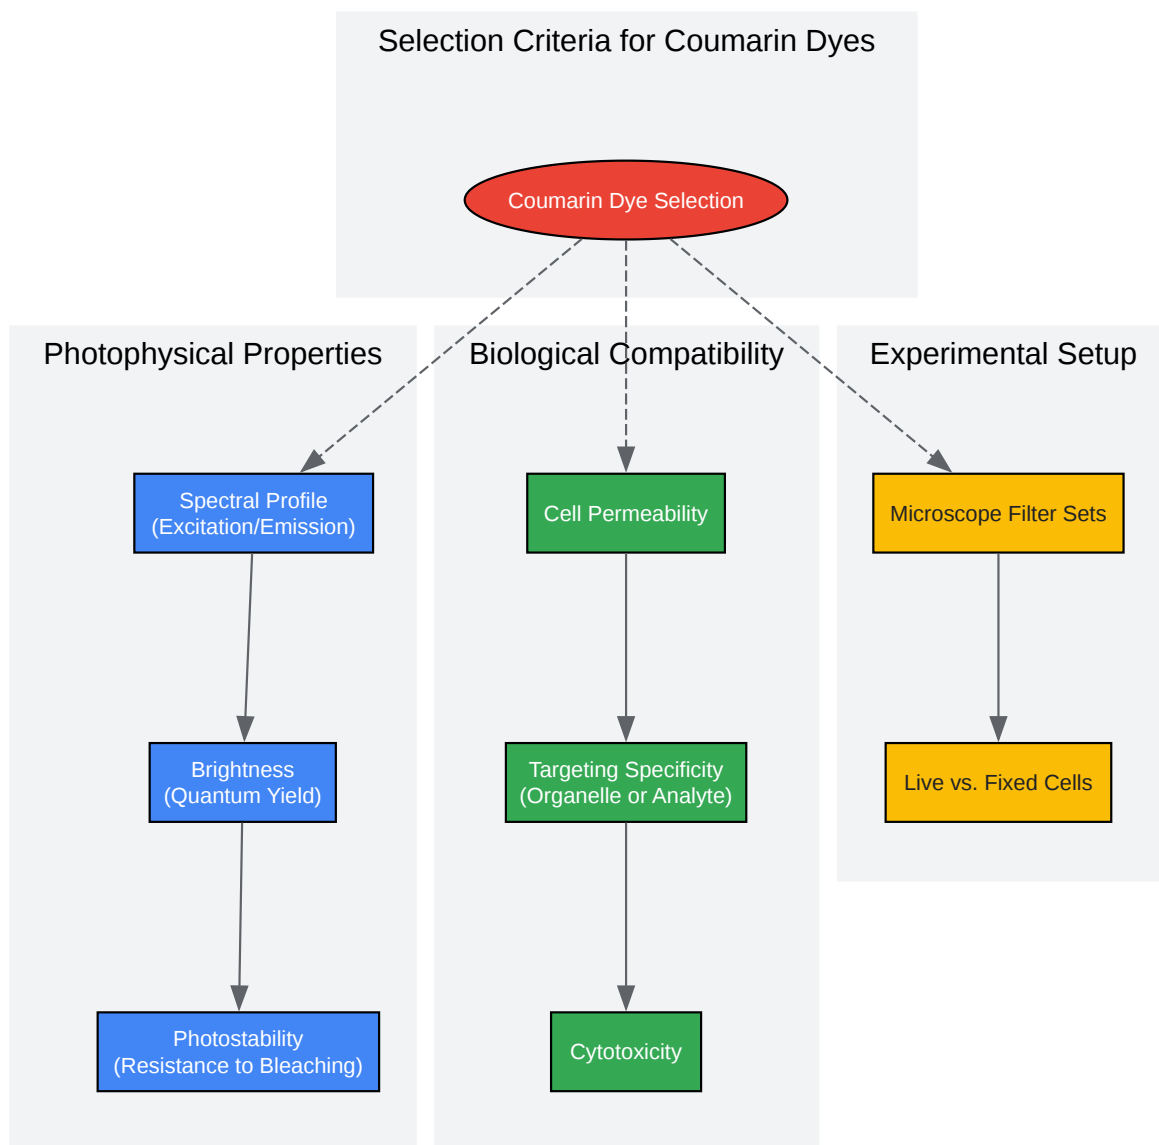 Selection Criteria for Coumarin Dyes
Coumarin Dye Selection
Photophysical Properties
Spectral Profile
(Excitation/Emission)
Brightness
(Quantum Yield)
Photostability
(Resistance to Bleaching)
Biological Compatibility
Cell Permeability
Targeting Specificity
(Organelle or Analyte)
Cytotoxicity
Experimental Setup
Microscope Filter Sets
Live vs. Fixed Cells